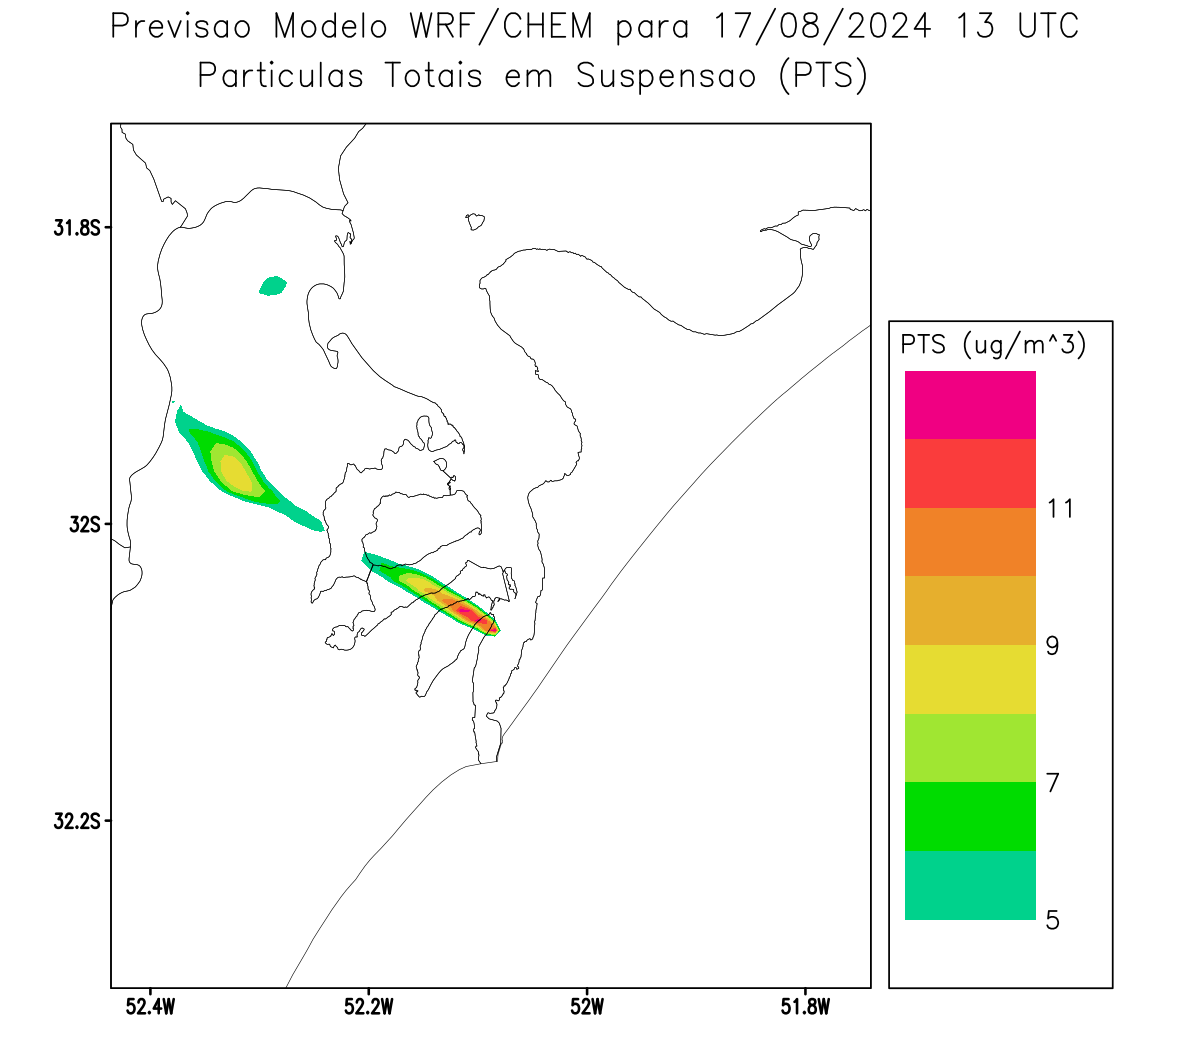 Previsao Modelo WRF/CHEM para 17/08/2024 13 UTC
Particulas Totais em Suspensao (PTS)
31.8S
32S
32.2S
52.4W
52.2W
52W
51.8W
PTS (ug/m^3)
11
9
7
5